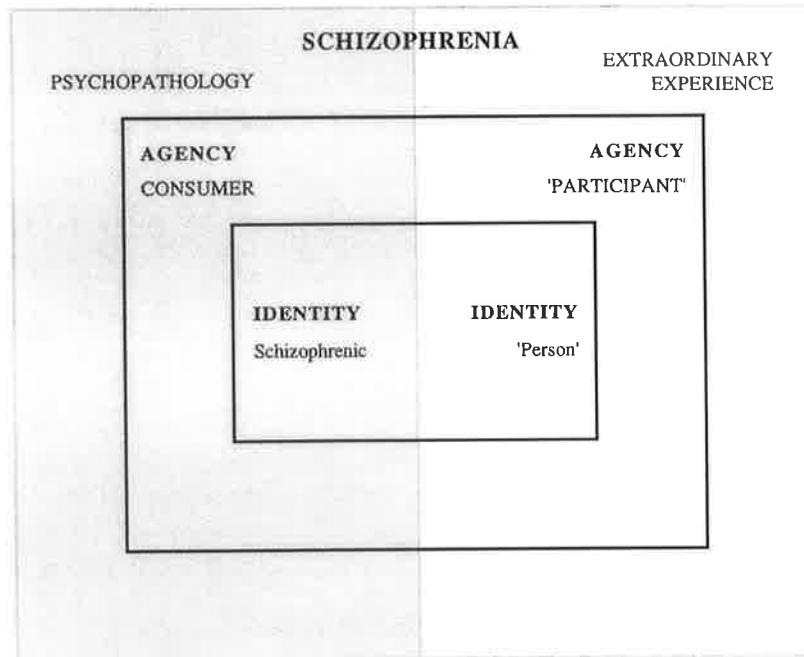 SCHIZOPHRENIA
PSYCHOPATHOLOGY
EXTRAORDINARY
EXPERIENCE
AGENCY
CONSUMER
AGENCY
'PARTICIPANT'
IDENTITY
Schizophrenic
IDENTITY
'Person'